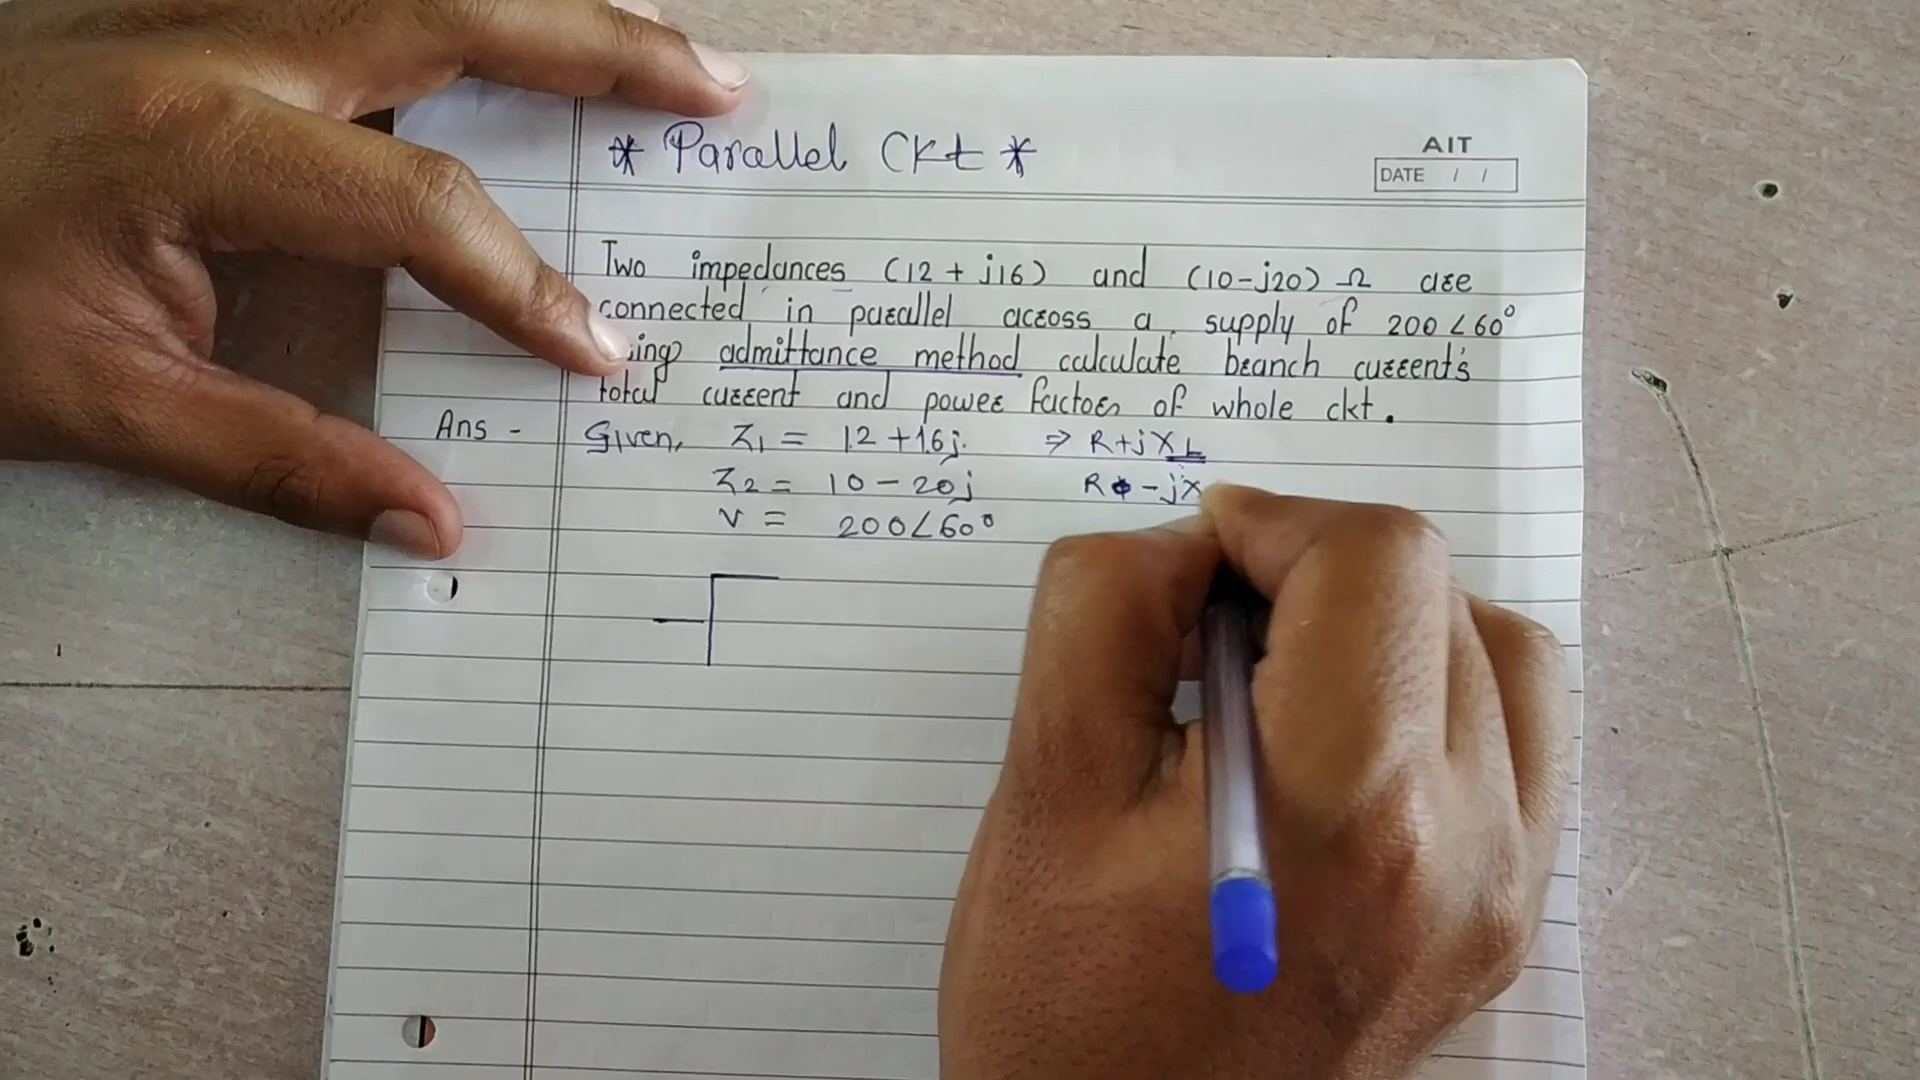 * Parallel Ckt *
AIT
DATE / /
Two impedances (12 + j16) and (10-j20) Ω are
connected in parallel across a supply of 200 ∠ 60°
admittance method calculate branch current's
total current and power factors of whole ckt.
Ans - Given, Z1 = 12 + 16j. ⇒ R+jXL
Z2 = 10 - 20j R - jX
V = 200∠60°